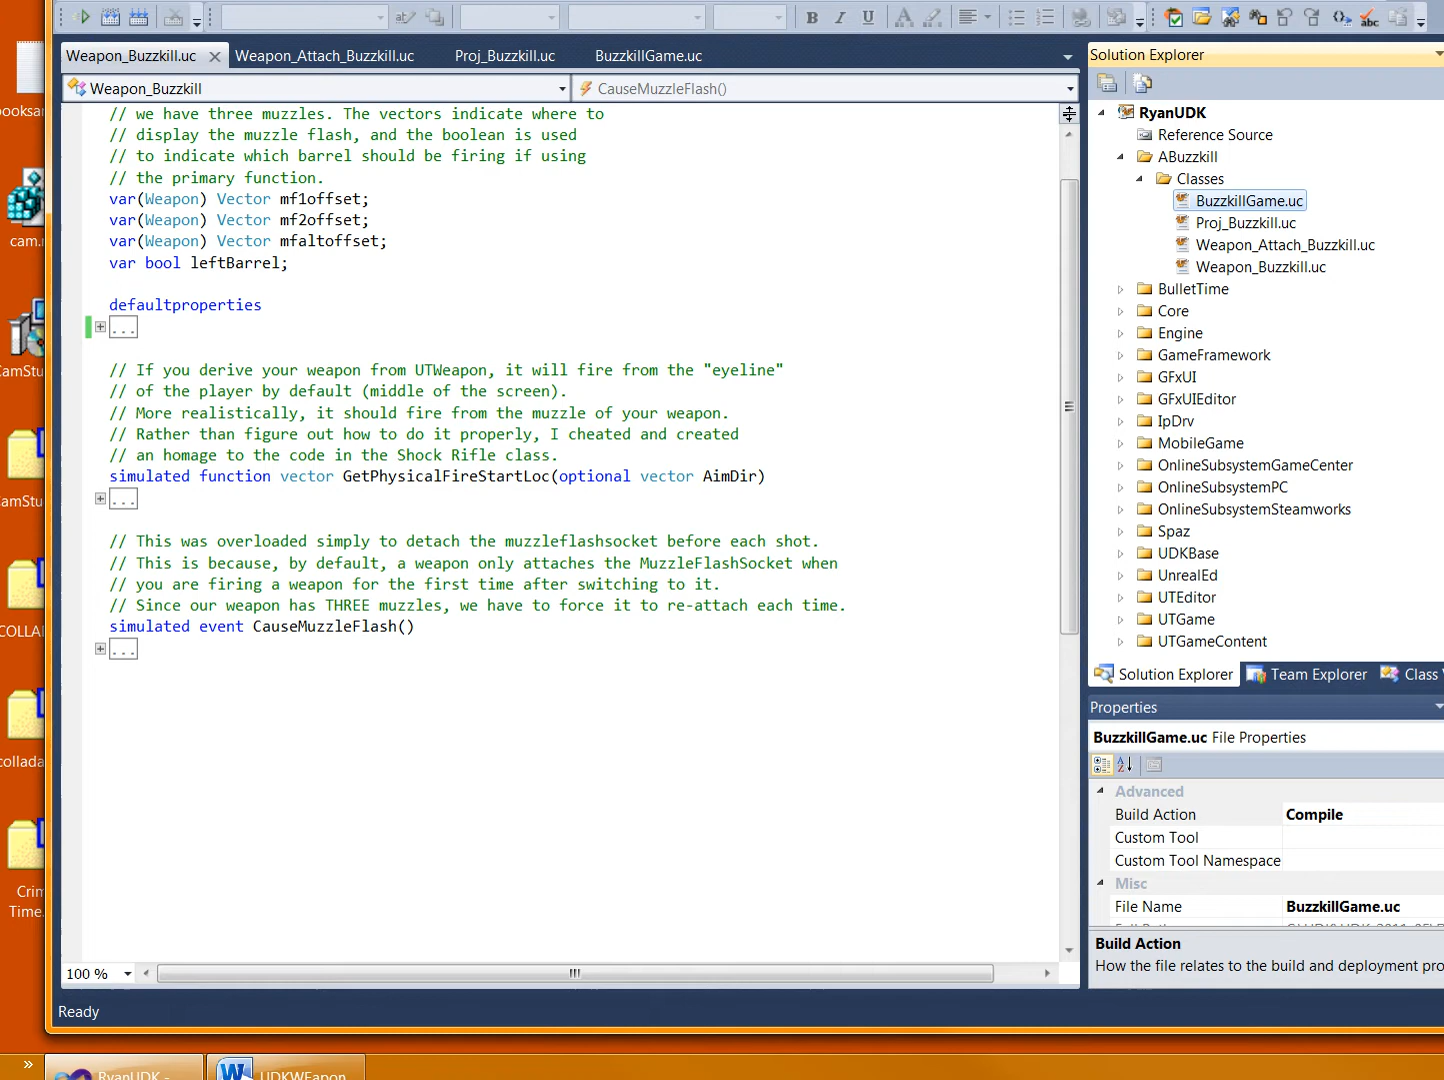 Weapon_Buzzkill.uc
Weapon_Attach_Buzzkill.uc
Proj_Buzzkill.uc
BuzzkillGame.uc
Weapon_Buzzkill
CauseMuzzleFlash()
// we have three muzzles. The vectors indicate where to
// display the muzzle flash, and the boolean is used
// to indicate which barrel should be firing if using
// the primary function.
var(Weapon) Vector mf1offset;
var(Weapon) Vector mf2offset;
var(Weapon) Vector mfaltoffset;
var bool leftBarrel;
defaultproperties
...
// If you derive your weapon from UTWeapon, it will fire from the "eyeline"
// of the player by default (middle of the screen).
// More realistically, it should fire from the muzzle of your weapon.
// Rather than figure out how to do it properly, I cheated and created
// an homage to the code in the Shock Rifle class.
simulated function vector GetPhysicalFireStartLoc(optional vector AimDir)
...
// This was overloaded simply to detach the muzzleflashsocket before each shot.
// This is because, by default, a weapon only attaches the MuzzleFlashSocket when
// you are firing a weapon for the first time after switching to it.
// Since our weapon has THREE muzzles, we have to force it to re-attach each time.
simulated event CauseMuzzleFlash()
...
100 %
Ready
Solution Explorer
RyanUDK
Reference Source
ABuzzkill
Classes
BuzzkillGame.uc
Proj_Buzzkill.uc
Weapon_Attach_Buzzkill.uc
Weapon_Buzzkill.uc
BulletTime
Core
Engine
GameFramework
GFxUI
GFxUIEditor
IpDrv
MobileGame
OnlineSubsystemGameCenter
OnlineSubsystemPC
OnlineSubsystemSteamworks
Spaz
UDKBase
UnrealEd
UTEditor
UTGame
UTGameContent
Solution Explorer
Team Explorer
Class
Properties
BuzzkillGame.uc File Properties
Advanced
Build Action Compile
Custom Tool
Custom Tool Namespace
Misc
File Name BuzzkillGame.uc
Build Action
How the file relates to the build and deployment pro
ooksa
cam.
CamStu
CamStu
COLLA
collada
Crim
Time.
RyanUDK -
UDKWEapon